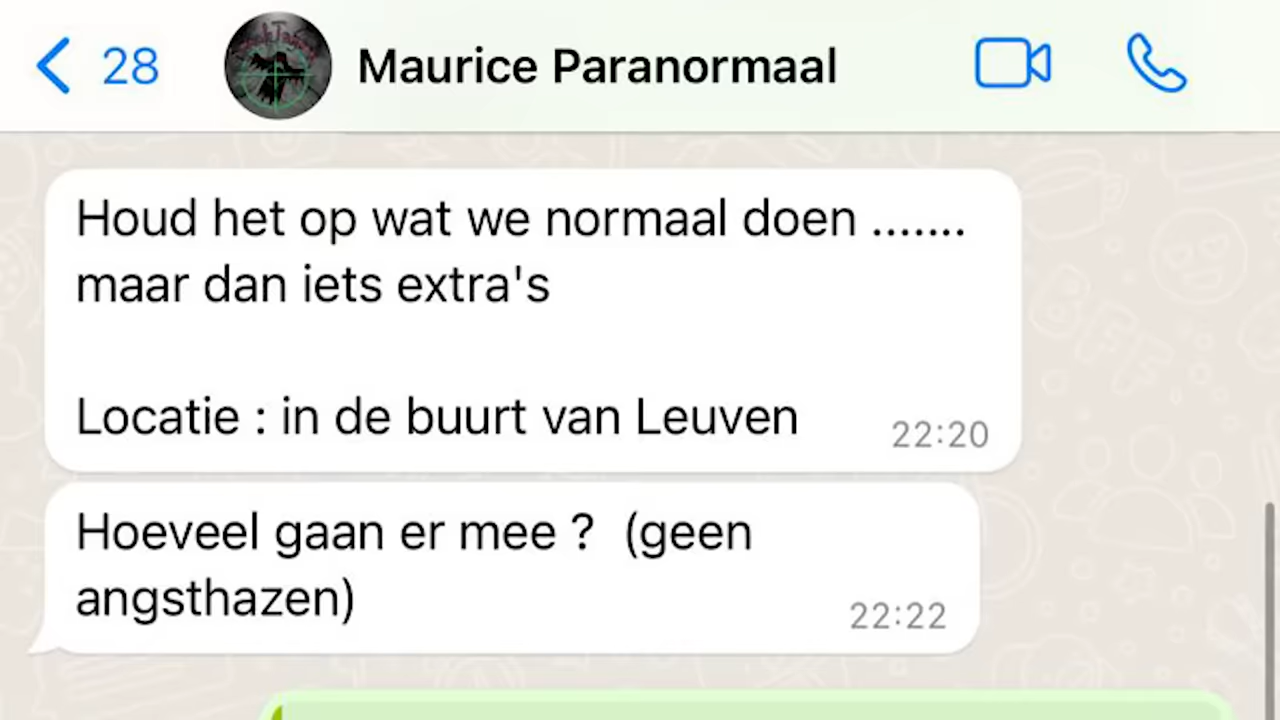 28
Maurice Paranormaal
Houd het op wat we normaal doen .......
maar dan iets extra's
Locatie : in de buurt van Leuven
22:20
Hoeveel gaan er mee ?  (geen
angsthazen)
22:22